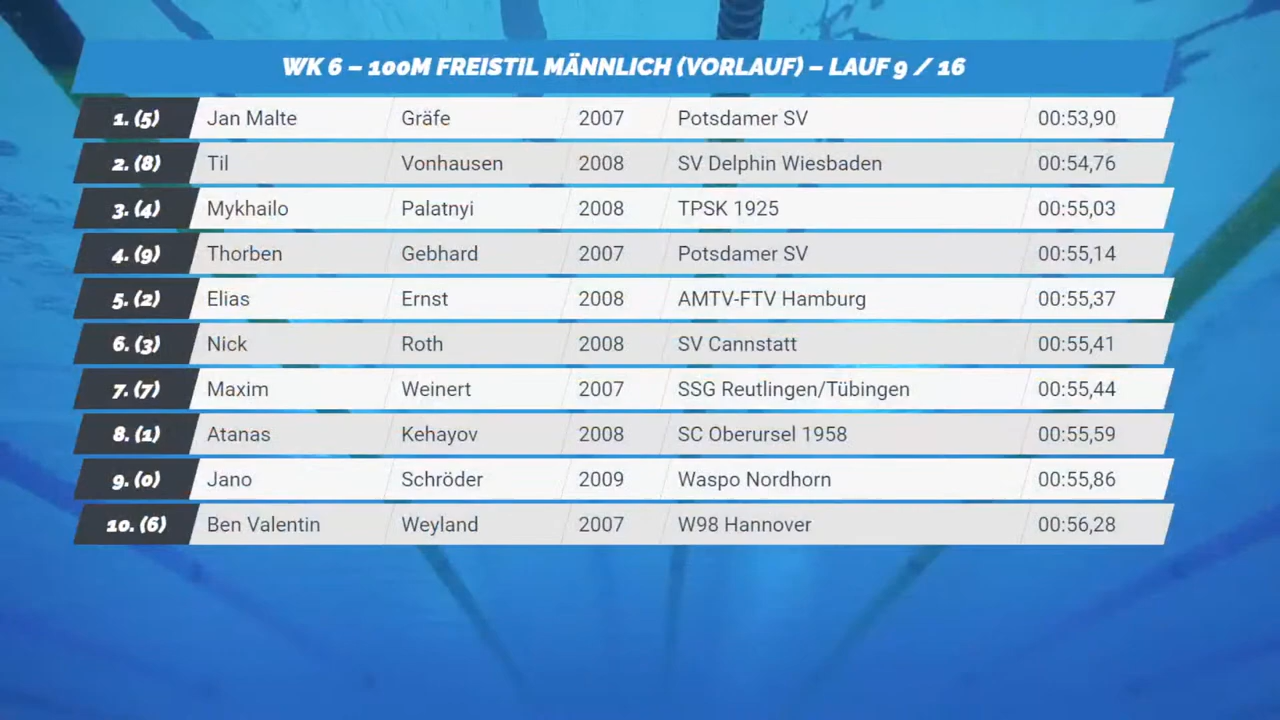 WK 6 – 100M FREISTIL MÄNNLICH (VORLAUF) – LAUF 9 / 16
1. (5) Jan Malte Gräfe 2007 Potsdamer SV 00:53,90
2. (8) Til Vonhausen 2008 SV Delphin Wiesbaden 00:54,76
3. (4) Mykhailo Palatnyi 2008 TPSK 1925 00:55,03
4. (9) Thorben Gebhard 2007 Potsdamer SV 00:55,14
5. (2) Elias Ernst 2008 AMTV-FTV Hamburg 00:55,37
6. (3) Nick Roth 2008 SV Cannstatt 00:55,41
7. (7) Maxim Weinert 2007 SSG Reutlingen/Tübingen 00:55,44
8. (1) Atanas Kehayov 2008 SC Oberursel 1958 00:55,59
9. (0) Jano Schröder 2009 Waspo Nordhorn 00:55,86
10. (6) Ben Valentin Weyland 2007 W98 Hannover 00:56,28